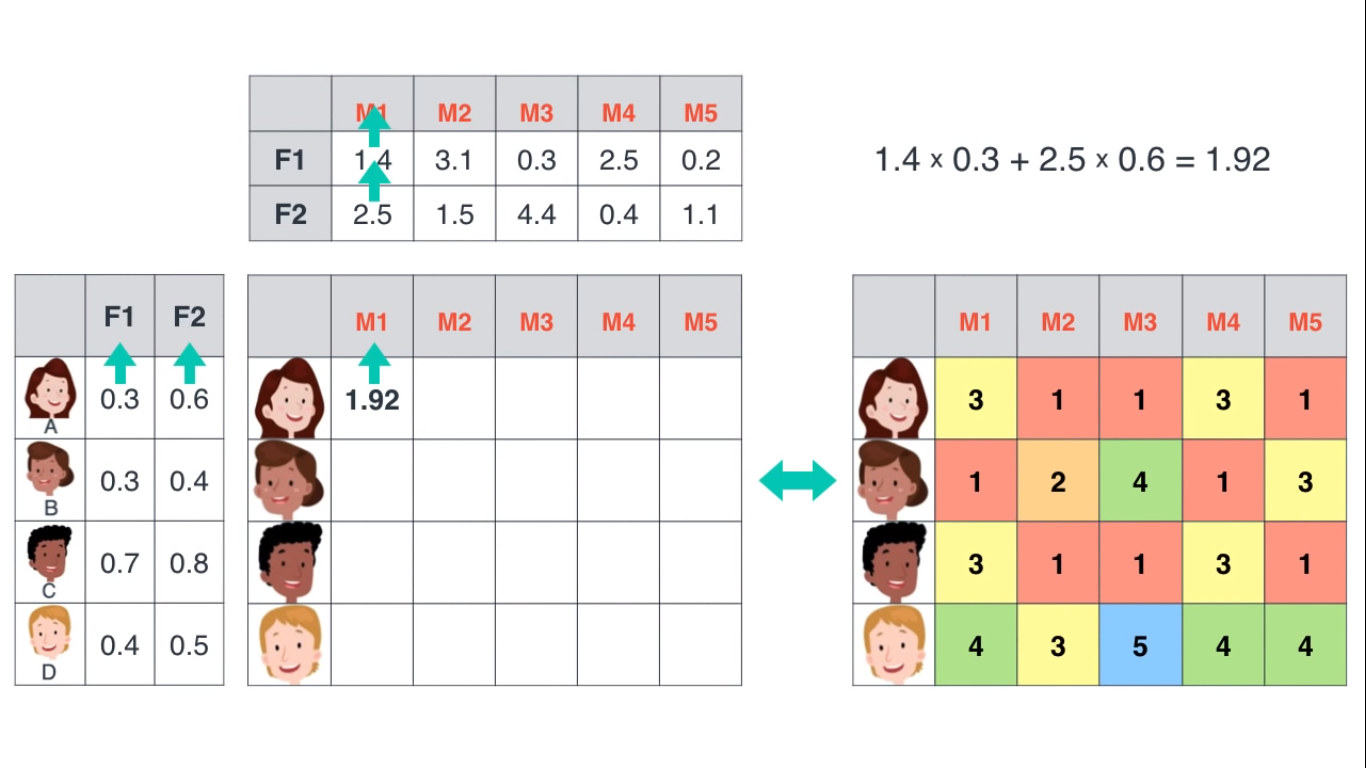 M1 M2 M3 M4 M5
F1 1.4 3.1 0.3 2.5 0.2
F2 2.5 1.5 4.4 0.4 1.1
1.4 × 0.3 + 2.5 × 0.6 = 1.92
F1 F2
A 0.3 0.6
B 0.3 0.4
C 0.7 0.8
D 0.4 0.5
M1 M2 M3 M4 M5
1.92
M1 M2 M3 M4 M5
3 1 1 3 1
1 2 4 1 3
3 1 1 3 1
4 3 5 4 4